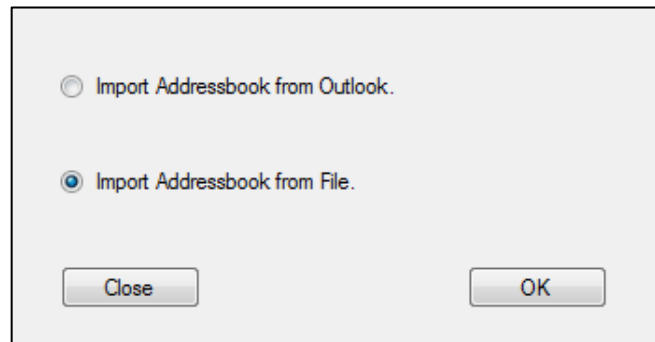 Import Addressbook from Outlook.
Import Addressbook from File.
Close OK